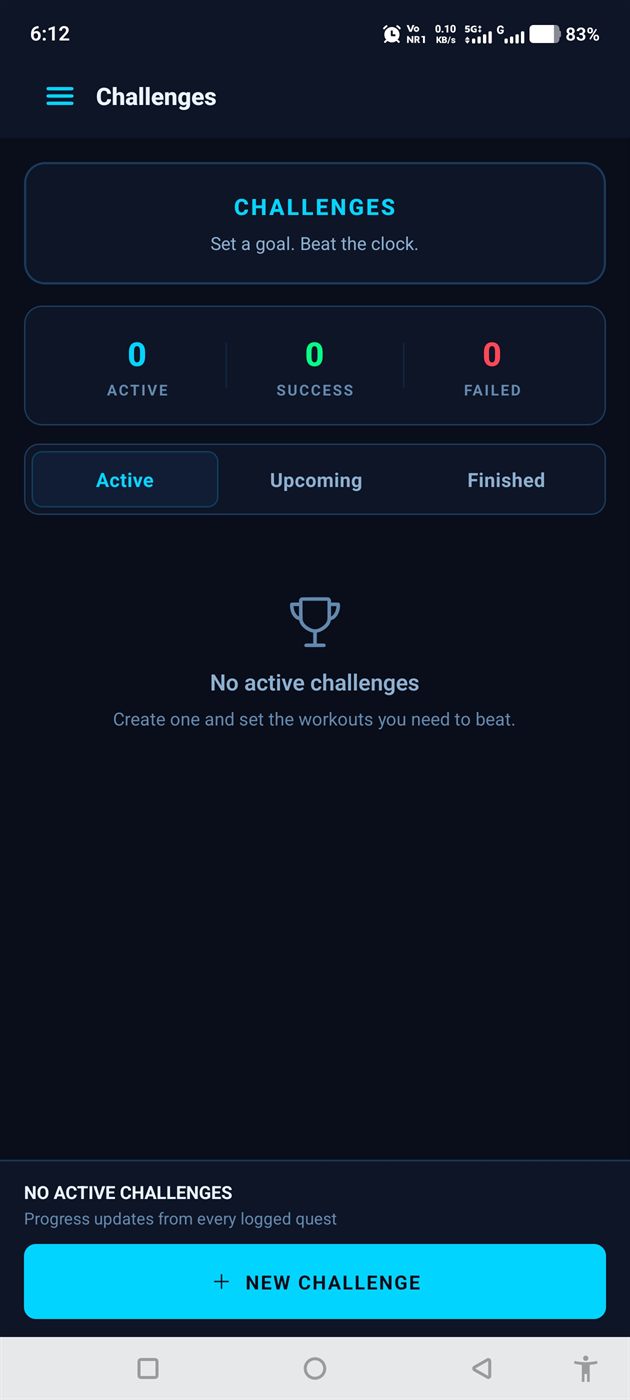 6:12
Vo
NR1
0.10
KB/s
5G
G
83%
Challenges
CHALLENGES
Set a goal. Beat the clock.
0
ACTIVE
0
SUCCESS
0
FAILED
Active
Upcoming
Finished
No active challenges
Create one and set the workouts you need to beat.
NO ACTIVE CHALLENGES
Progress updates from every logged quest
+ NEW CHALLENGE